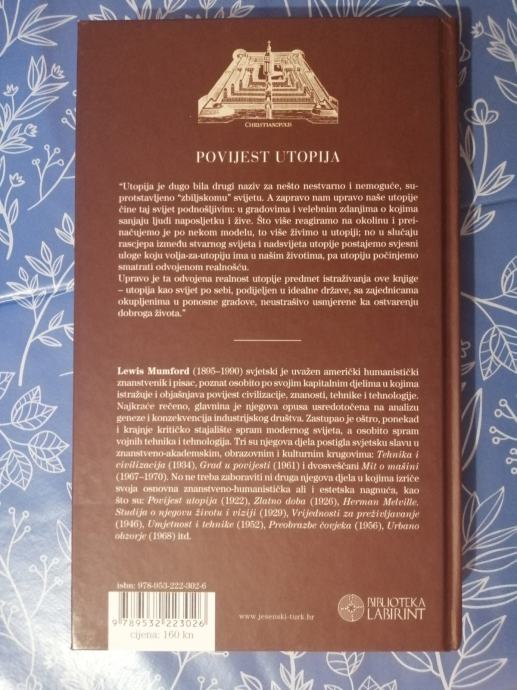 CHRISTIANOPOLIS
POVIJEST UTOPIJA
"Utopija je dugo bila drugi naziv za nešto nestvarno i nemoguće, su-
protstavljeno "zbiljskomu" svijetu. A zapravo nam upravo naše utopije
čine taj svijet podnošljivim: u gradovima i velebnim zdanjima o kojima
sanjaju ljudi naposljetku i žive. Što više reagiramo na okolinu i prei-
načujemo je po nekom modelu, to više živimo u utopiji; no u slučaju
rascjepa između stvarnog svijeta i nadsvijeta utopije postajemo svjesni
uloge koju volja-za-utopiju ima u našim životima, pa utopiju počinjemo
smatrati odvojenom realnošću.
Upravo je ta odvojena realnost utopije predmet istraživanja ove knjige
– utopija kao svijet po sebi, podijeljen u idealne države, sa zajednicama
okupljenima u ponosne gradove, neustrašivo usmjerene ka ostvarenju
dobroga života."
Lewis Mumford (1895–1990) svjetski je uvažen američki humanistički
znanstvenik i pisac, poznat osobito po svojim kapitalnim djelima u kojima
istražuje i objašnjava povijest civilizacije, znanosti, tehnike i tehnologije.
Najkraće rečeno, glavnina je njegova opusa usredotočena na analizu
geneze i konzekvencija industrijskog društva. Zastupao je oštro, ponekad
i krajnje kritičko stajalište spram modernog svijeta, a osobito spram
vojnih tehnika i tehnologija. Tri su njegova djela postigla svjetsku slavu u
znanstveno-akademskim, obrazovnim i kulturnim krugovima: Tehnika i
civilizacija (1934), Grad u povijesti (1961) i dvosveščani Mit o mašini
(1967–1970). No ne treba zaboraviti ni druga njegova djela u kojima izriče
svoja osnovna znanstveno-humanistička ali i estetska nagnuća, kao
što su: Povijest utopija (1922), Zlatno doba (1926), Herman Melville,
Studija o njegovu životu i viziji (1929), Vrijednosti za preživljavanje
(1946), Umjetnost i tehnike (1952), Preobrazbe čovjeka (1956), Urbano
obzorje (1968) itd.
isbn: 978-953-222-302-6
9 789532 223026
cijena: 160 kn
www.jesenski-turk.hr
BIBLIOTEKA
LABIRINT